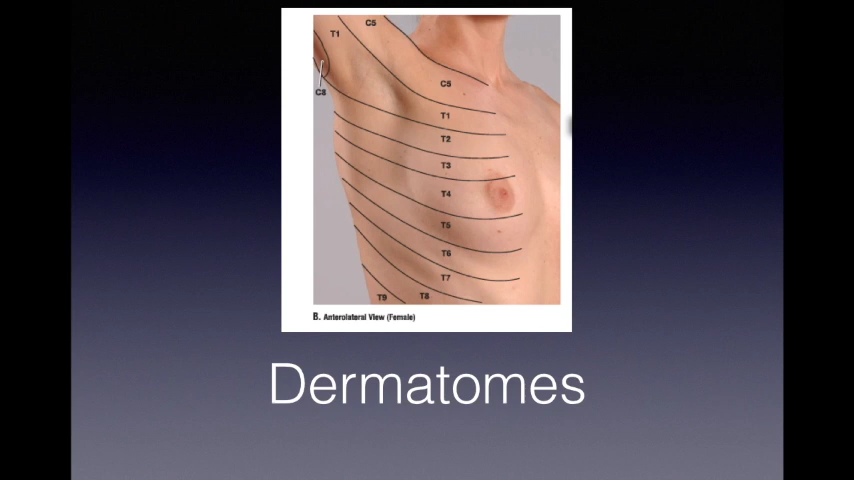 C5
T1
C8
C5
T1
T2
T3
T4
T5
T6
T7
T9 T8
B. Anterolateral View (Female)
Dermatomes